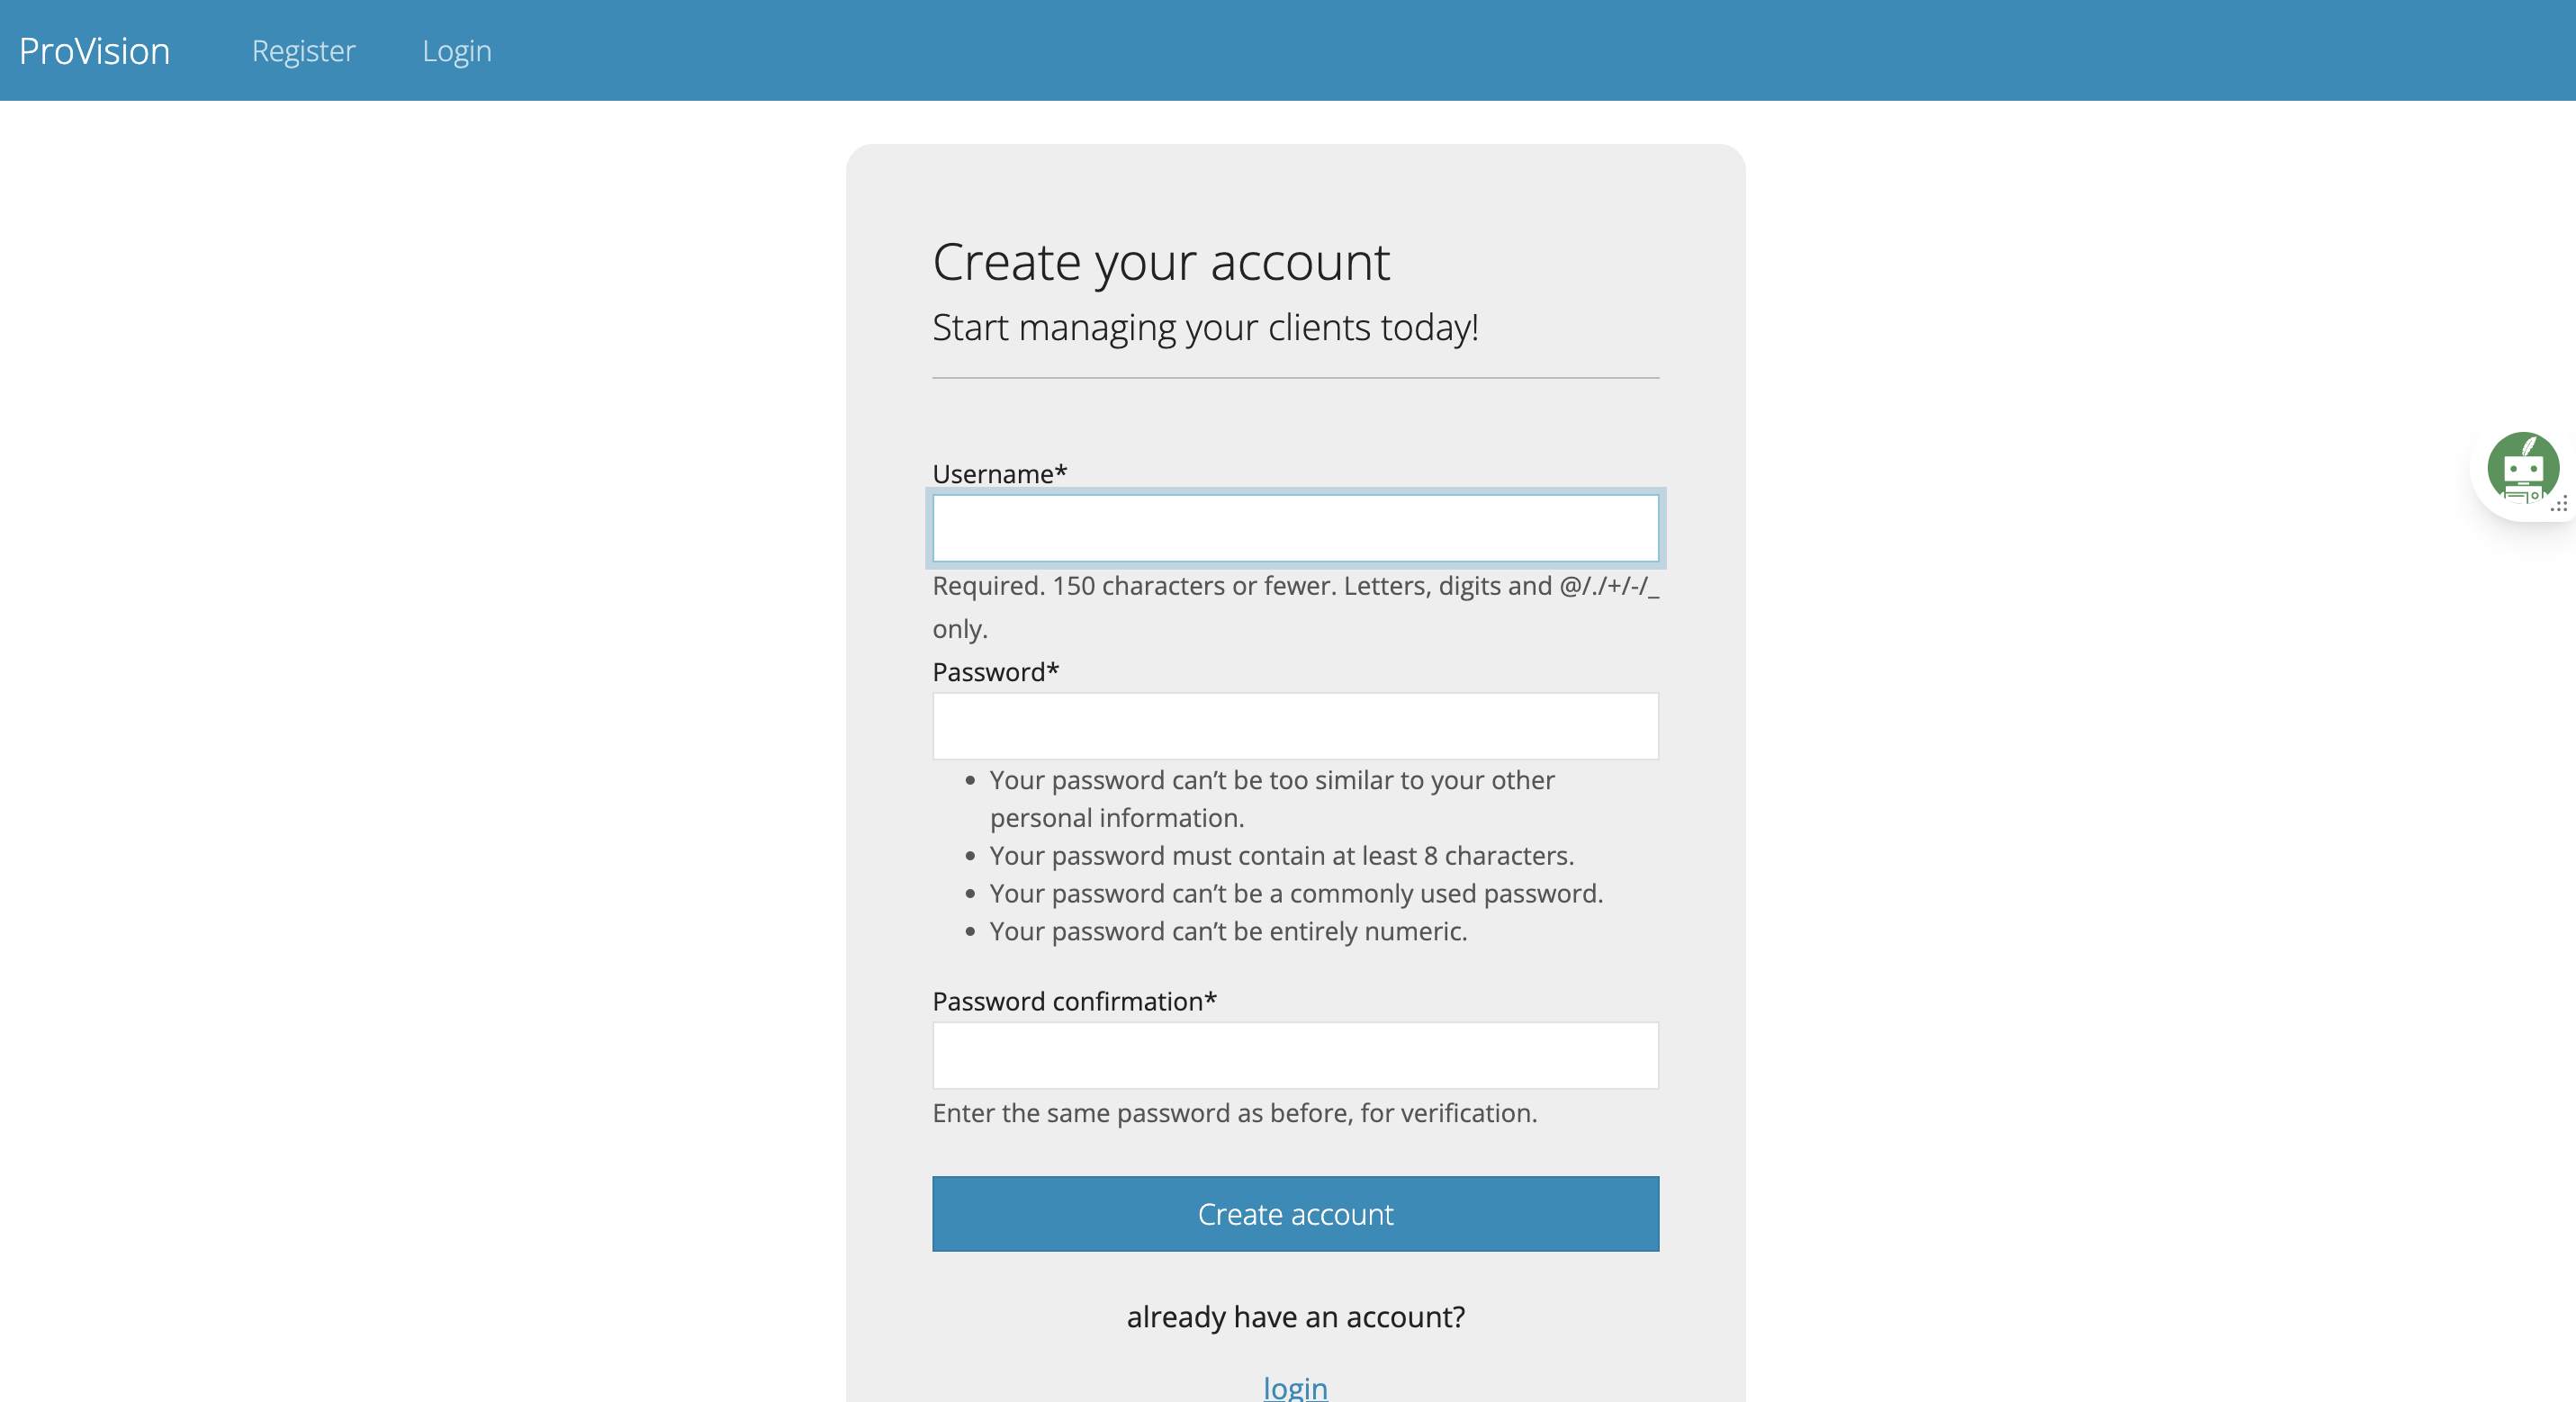 ProVision Register Login
Create your account
Start managing your clients today!
Username*
Required. 150 characters or fewer. Letters, digits and @/./+/-/_
only.
Password*
Your password can’t be too similar to your other
personal information.
Your password must contain at least 8 characters.
Your password can’t be a commonly used password.
Your password can’t be entirely numeric.
Password confirmation*
Enter the same password as before, for verification.
Create account
already have an account?
login